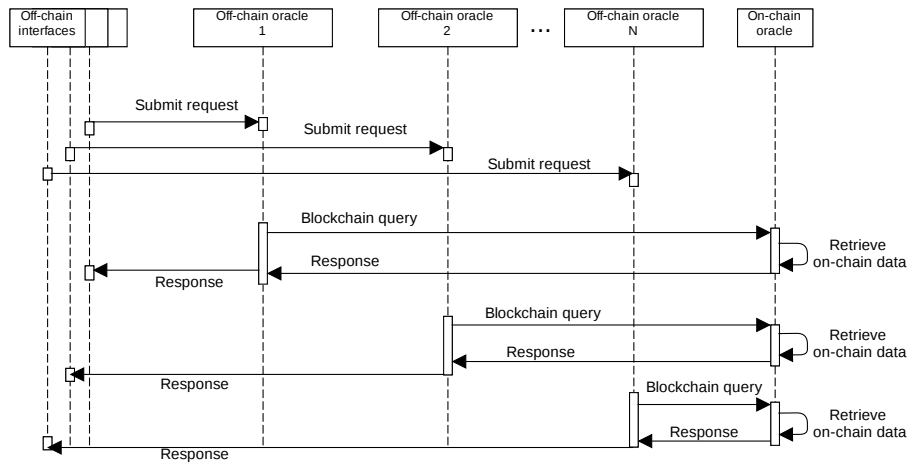 Off-chain
interfaces
Off-chain oracle
1
Off-chain oracle
2
...
Off-chain oracle
N
On-chain
oracle
Submit request
Submit request
Submit request
Blockchain query
Retrieve
on-chain data
Response
Response
Blockchain query
Retrieve
on-chain data
Response
Response
Blockchain query
Retrieve
on-chain data
Response
Response